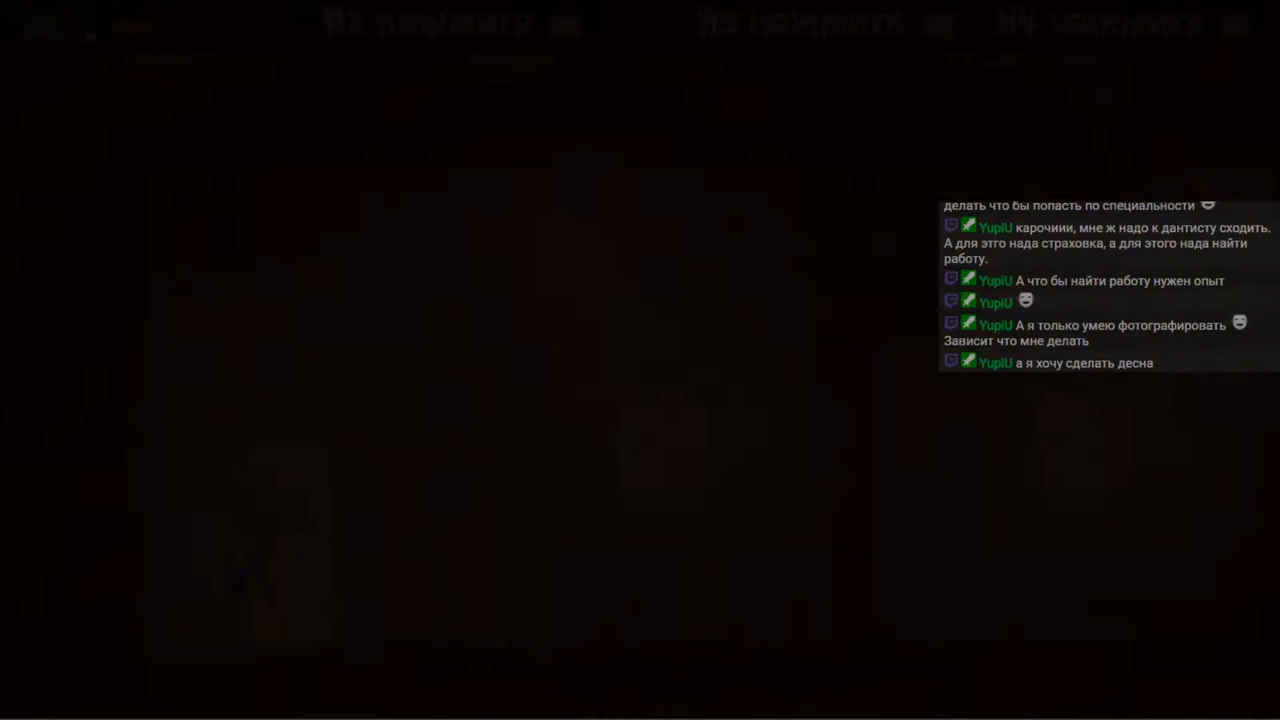 делать что бы попасть по специальности
YupiU карочиии, мне ж надо к дантисту сходить.
А для этго нада страховка, а для этого нада найти
работу.
YupiU А что бы найти работу нужен опыт
YupiU
YupiU А я только умею фотографировать
Зависит что мне делать
YupiU а я хочу сделать десна